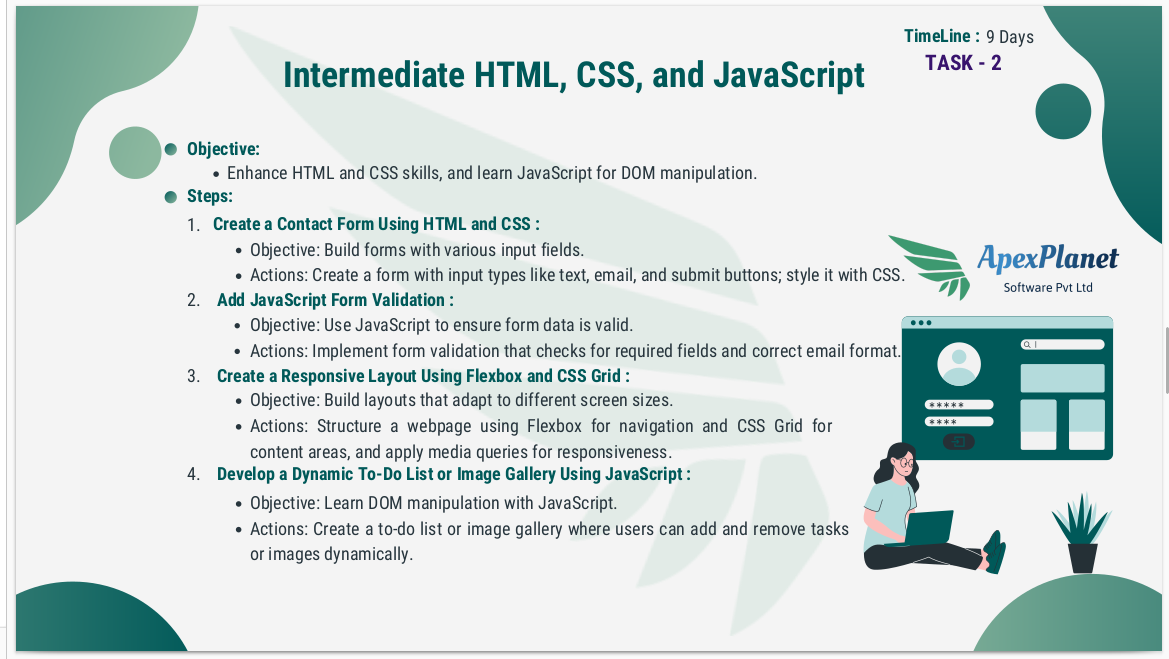 TimeLine : 9 Days
TASK - 2
Intermediate HTML, CSS, and JavaScript
Objective:
Enhance HTML and CSS skills, and learn JavaScript for DOM manipulation.
Steps:
1. Create a Contact Form Using HTML and CSS :
Objective: Build forms with various input fields.
Actions: Create a form with input types like text, email, and submit buttons; style it with CSS.
2. Add JavaScript Form Validation :
Objective: Use JavaScript to ensure form data is valid.
Actions: Implement form validation that checks for required fields and correct email format.
3. Create a Responsive Layout Using Flexbox and CSS Grid :
Objective: Build layouts that adapt to different screen sizes.
Actions: Structure a webpage using Flexbox for navigation and CSS Grid for
content areas, and apply media queries for responsiveness.
4. Develop a Dynamic To-Do List or Image Gallery Using JavaScript :
Objective: Learn DOM manipulation with JavaScript.
Actions: Create a to-do list or image gallery where users can add and remove tasks
or images dynamically.
ApexPlanet
Software Pvt Ltd
*****
****